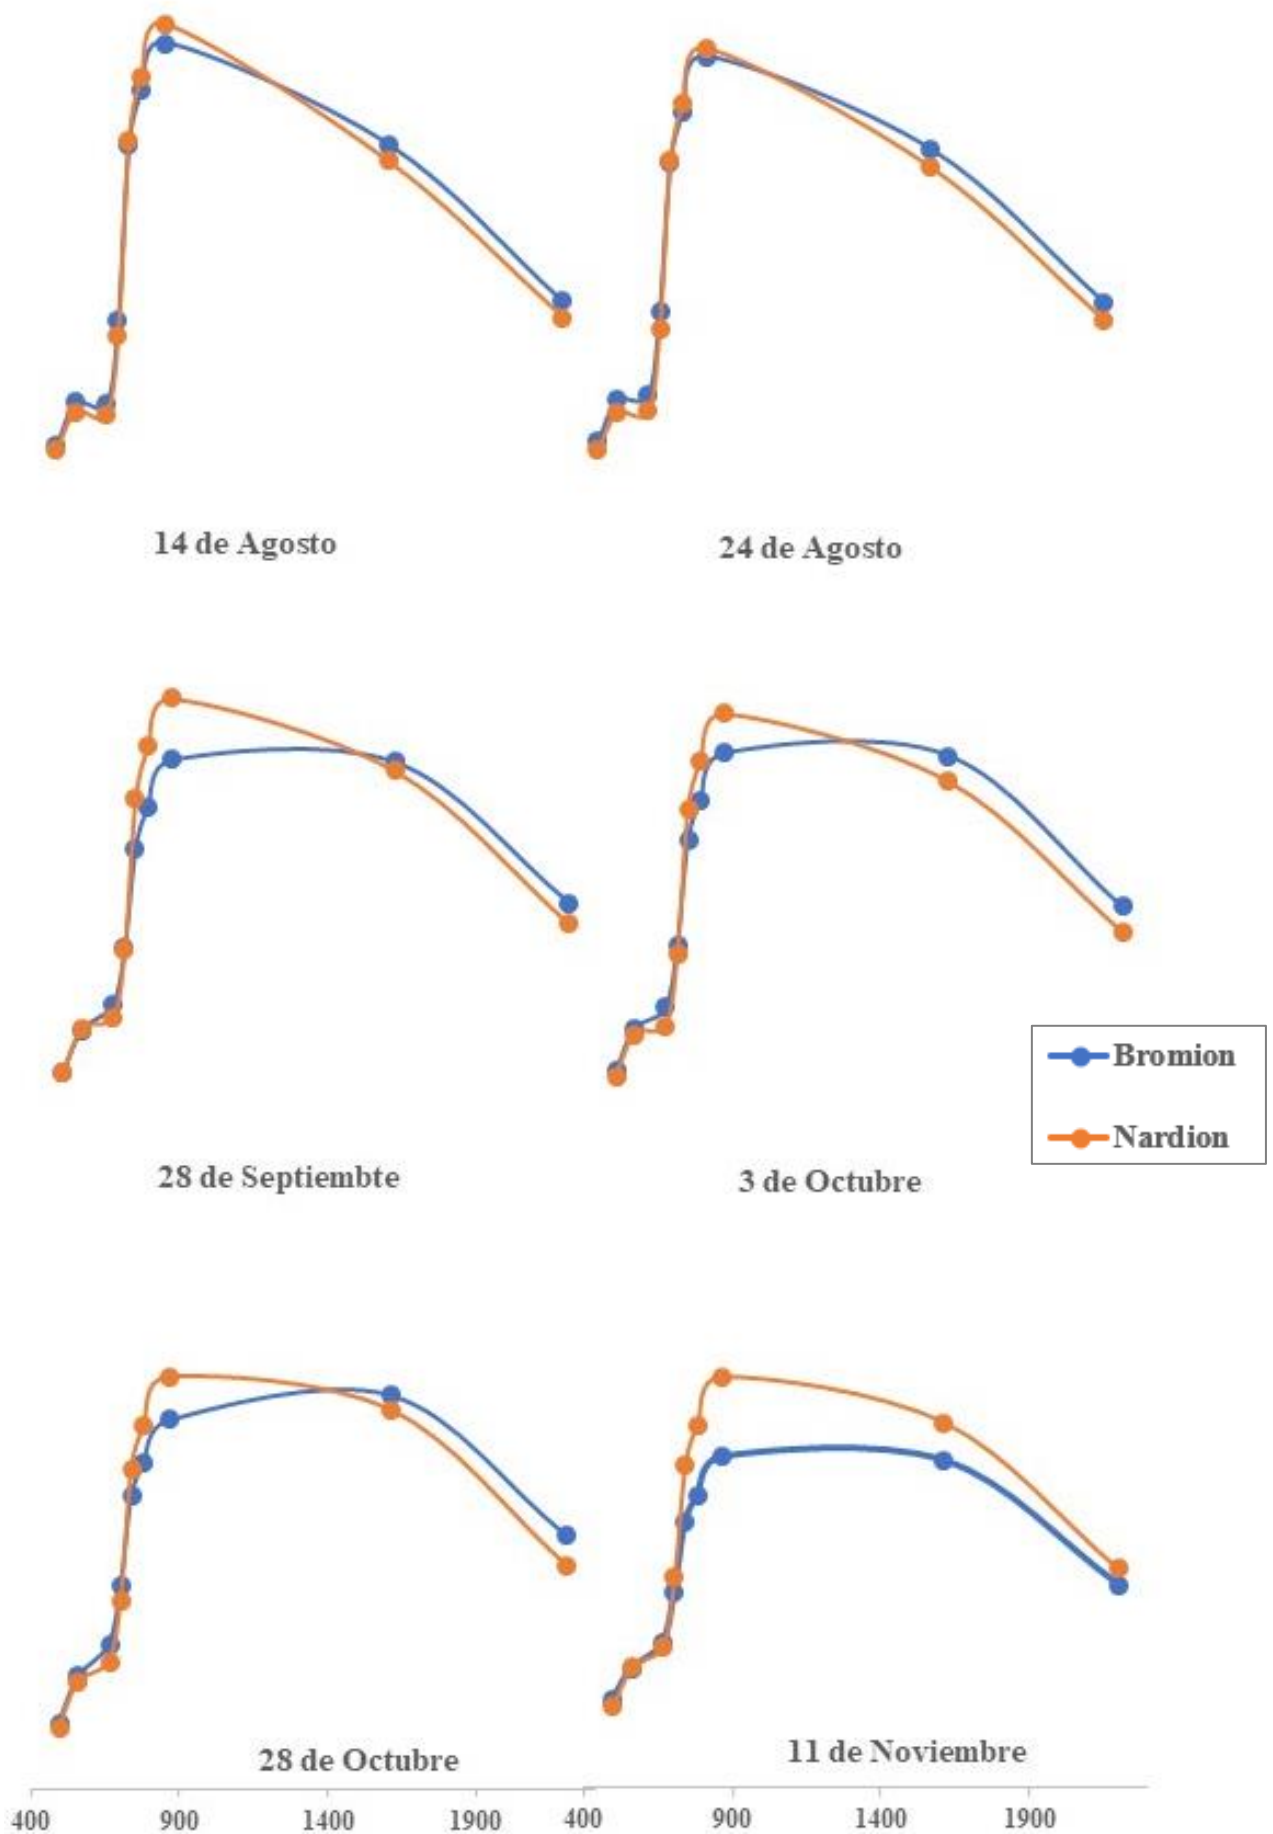 14 de Agosto
24 de Agosto
28 de Septiembte
3 de Octubre
Bromion
Nardion
28 de Octubre
11 de Noviembre
400 900 1400 1900
400 900 1400 1900